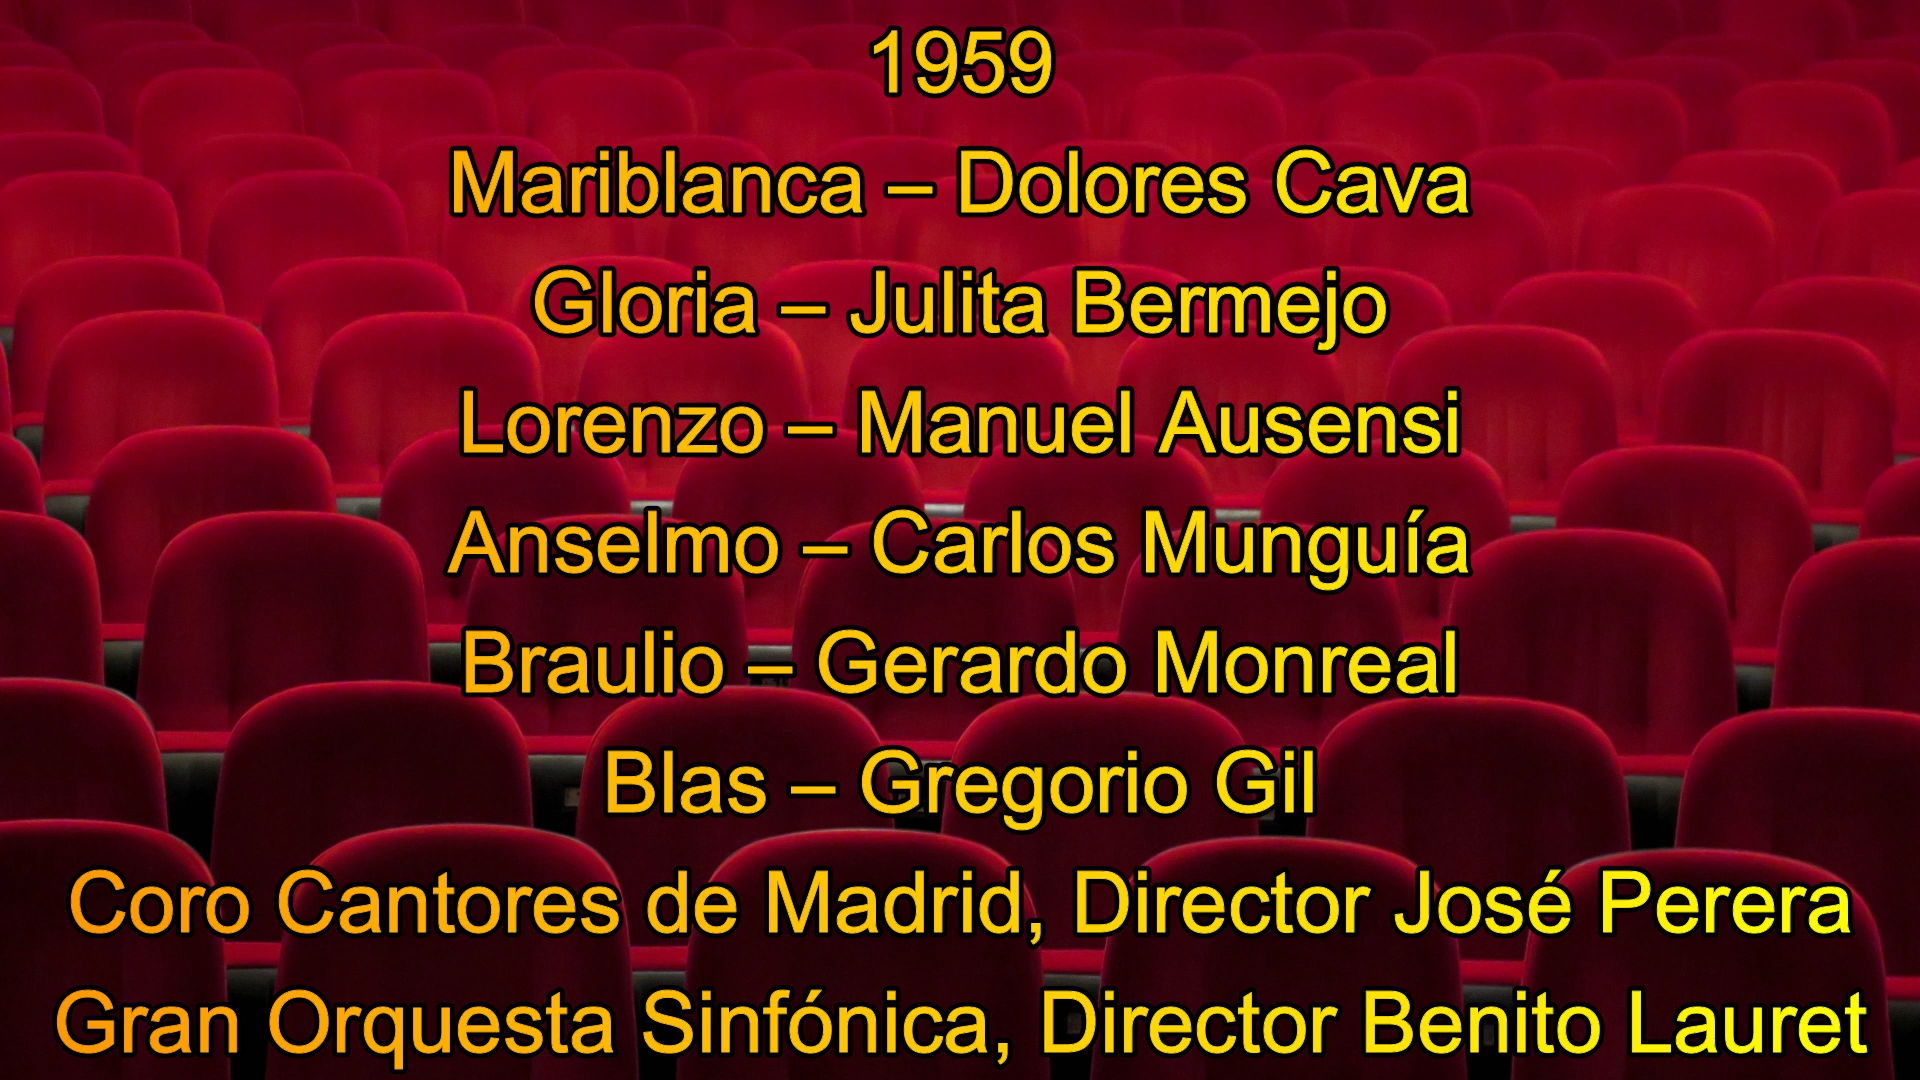 1959
Mariblanca – Dolores Cava
Gloria – Julita Bermejo
Lorenzo – Manuel Ausensi
Anselmo – Carlos Munguía
Braulio – Gerardo Monreal
Blas – Gregorio Gil
Coro Cantores de Madrid, Director José Perera
Gran Orquesta Sinfónica, Director Benito Lauret